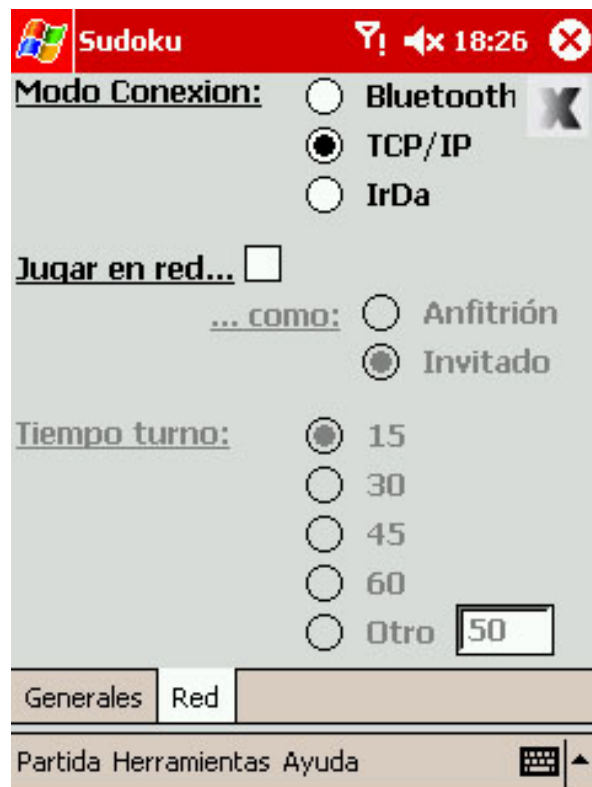 Sudoku 18:26
Modo Conexion: Bluetooth
TCP/IP
IrDa
Jugar en red...
... como: Anfitrión
Invitado
Tiempo turno: 15
30
45
60
Otro 50
Generales Red
Partida Herramientas Ayuda